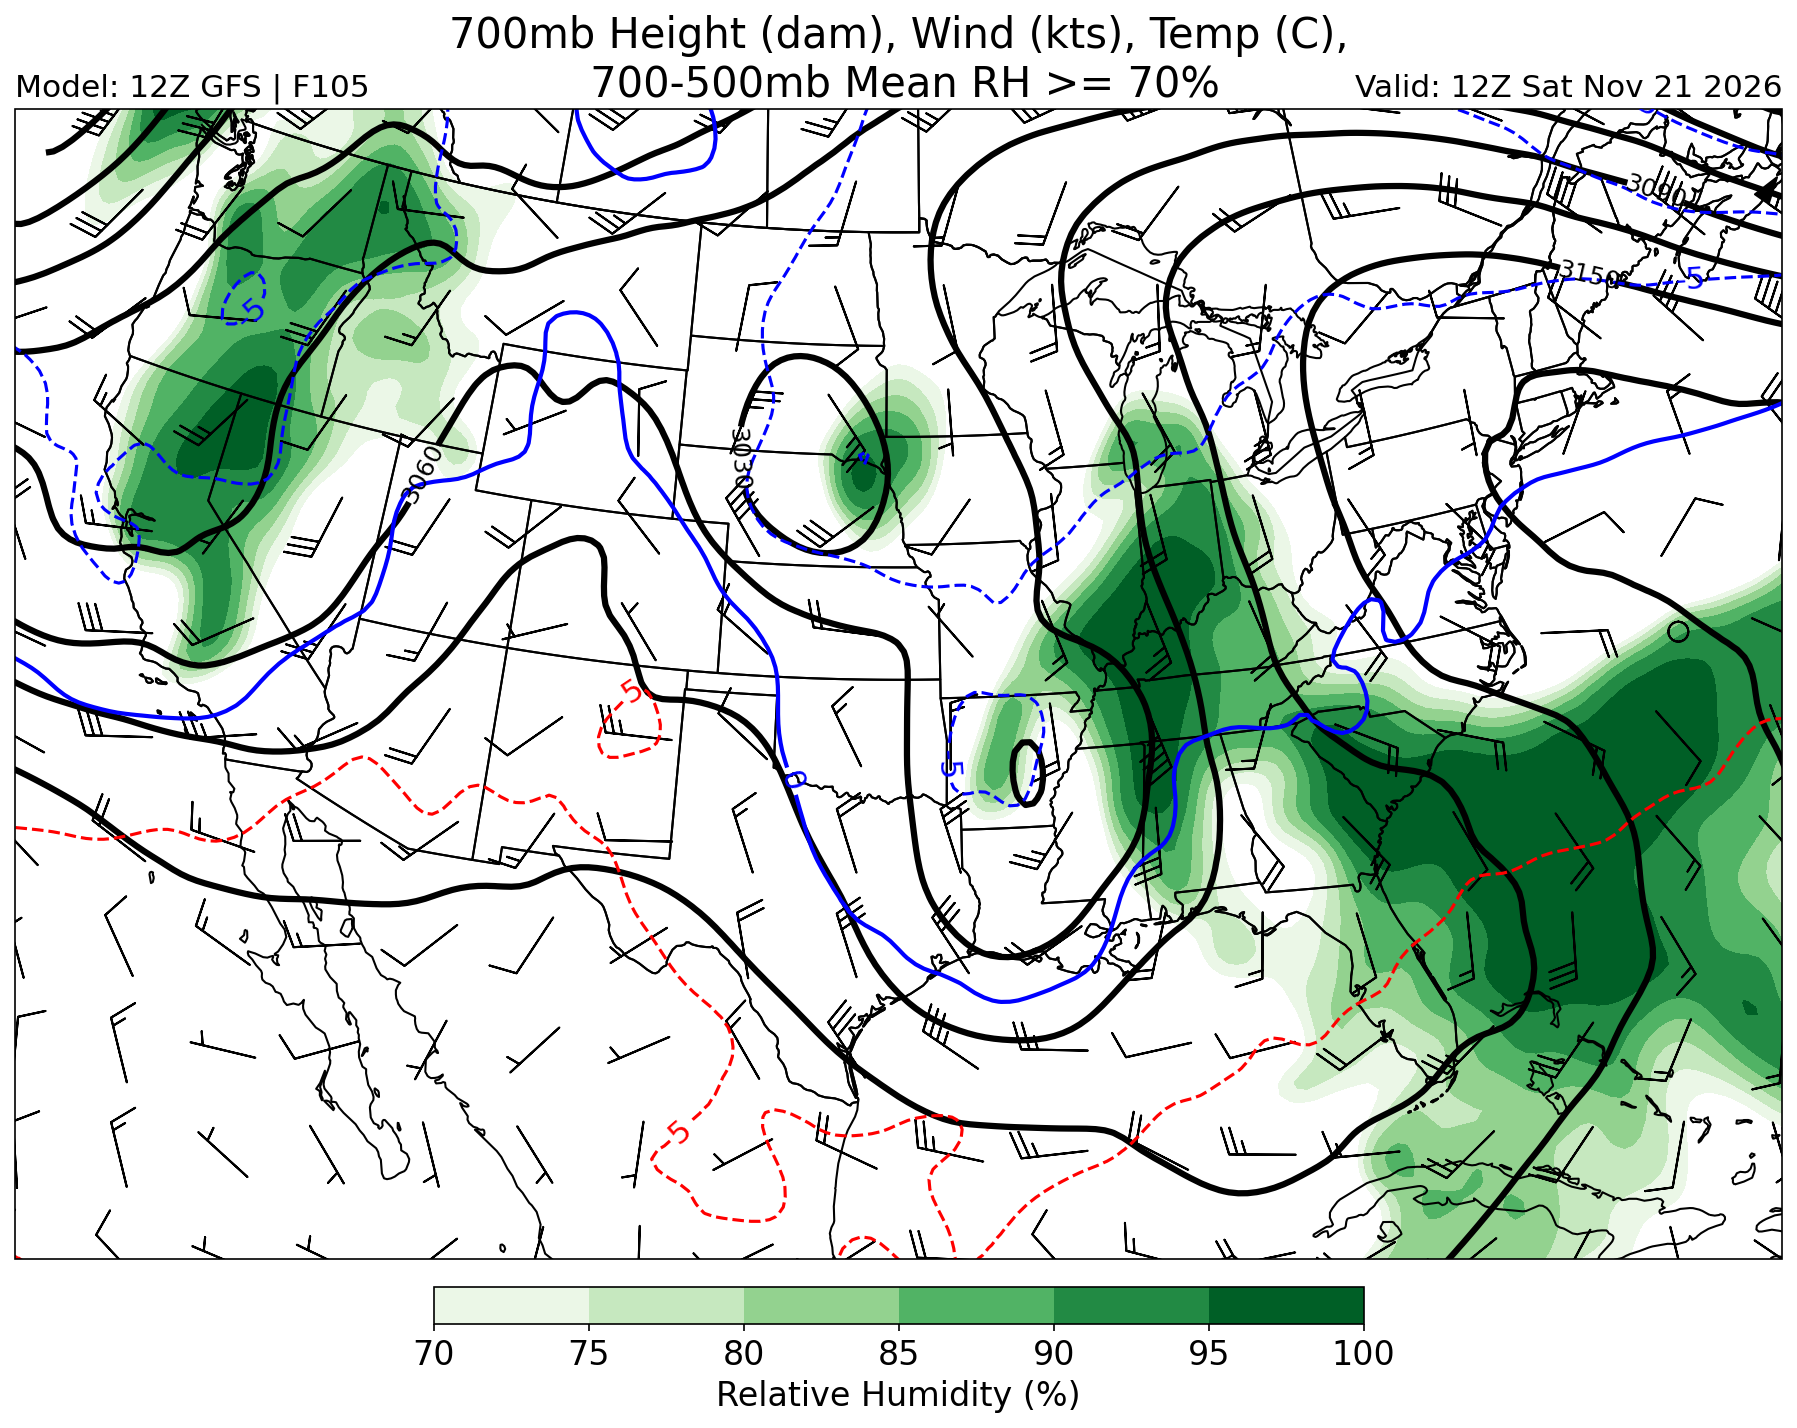 700mb Height (dam), Wind (kts), Temp (C),
700-500mb Mean RH >= 70%
Model: 12Z GFS | F105
Valid: 12Z Sat Nov 21 2026
3090
3150
5
5
3060
3030
5
5
0
5
70 75 80 85 90 95 100
Relative Humidity (%)